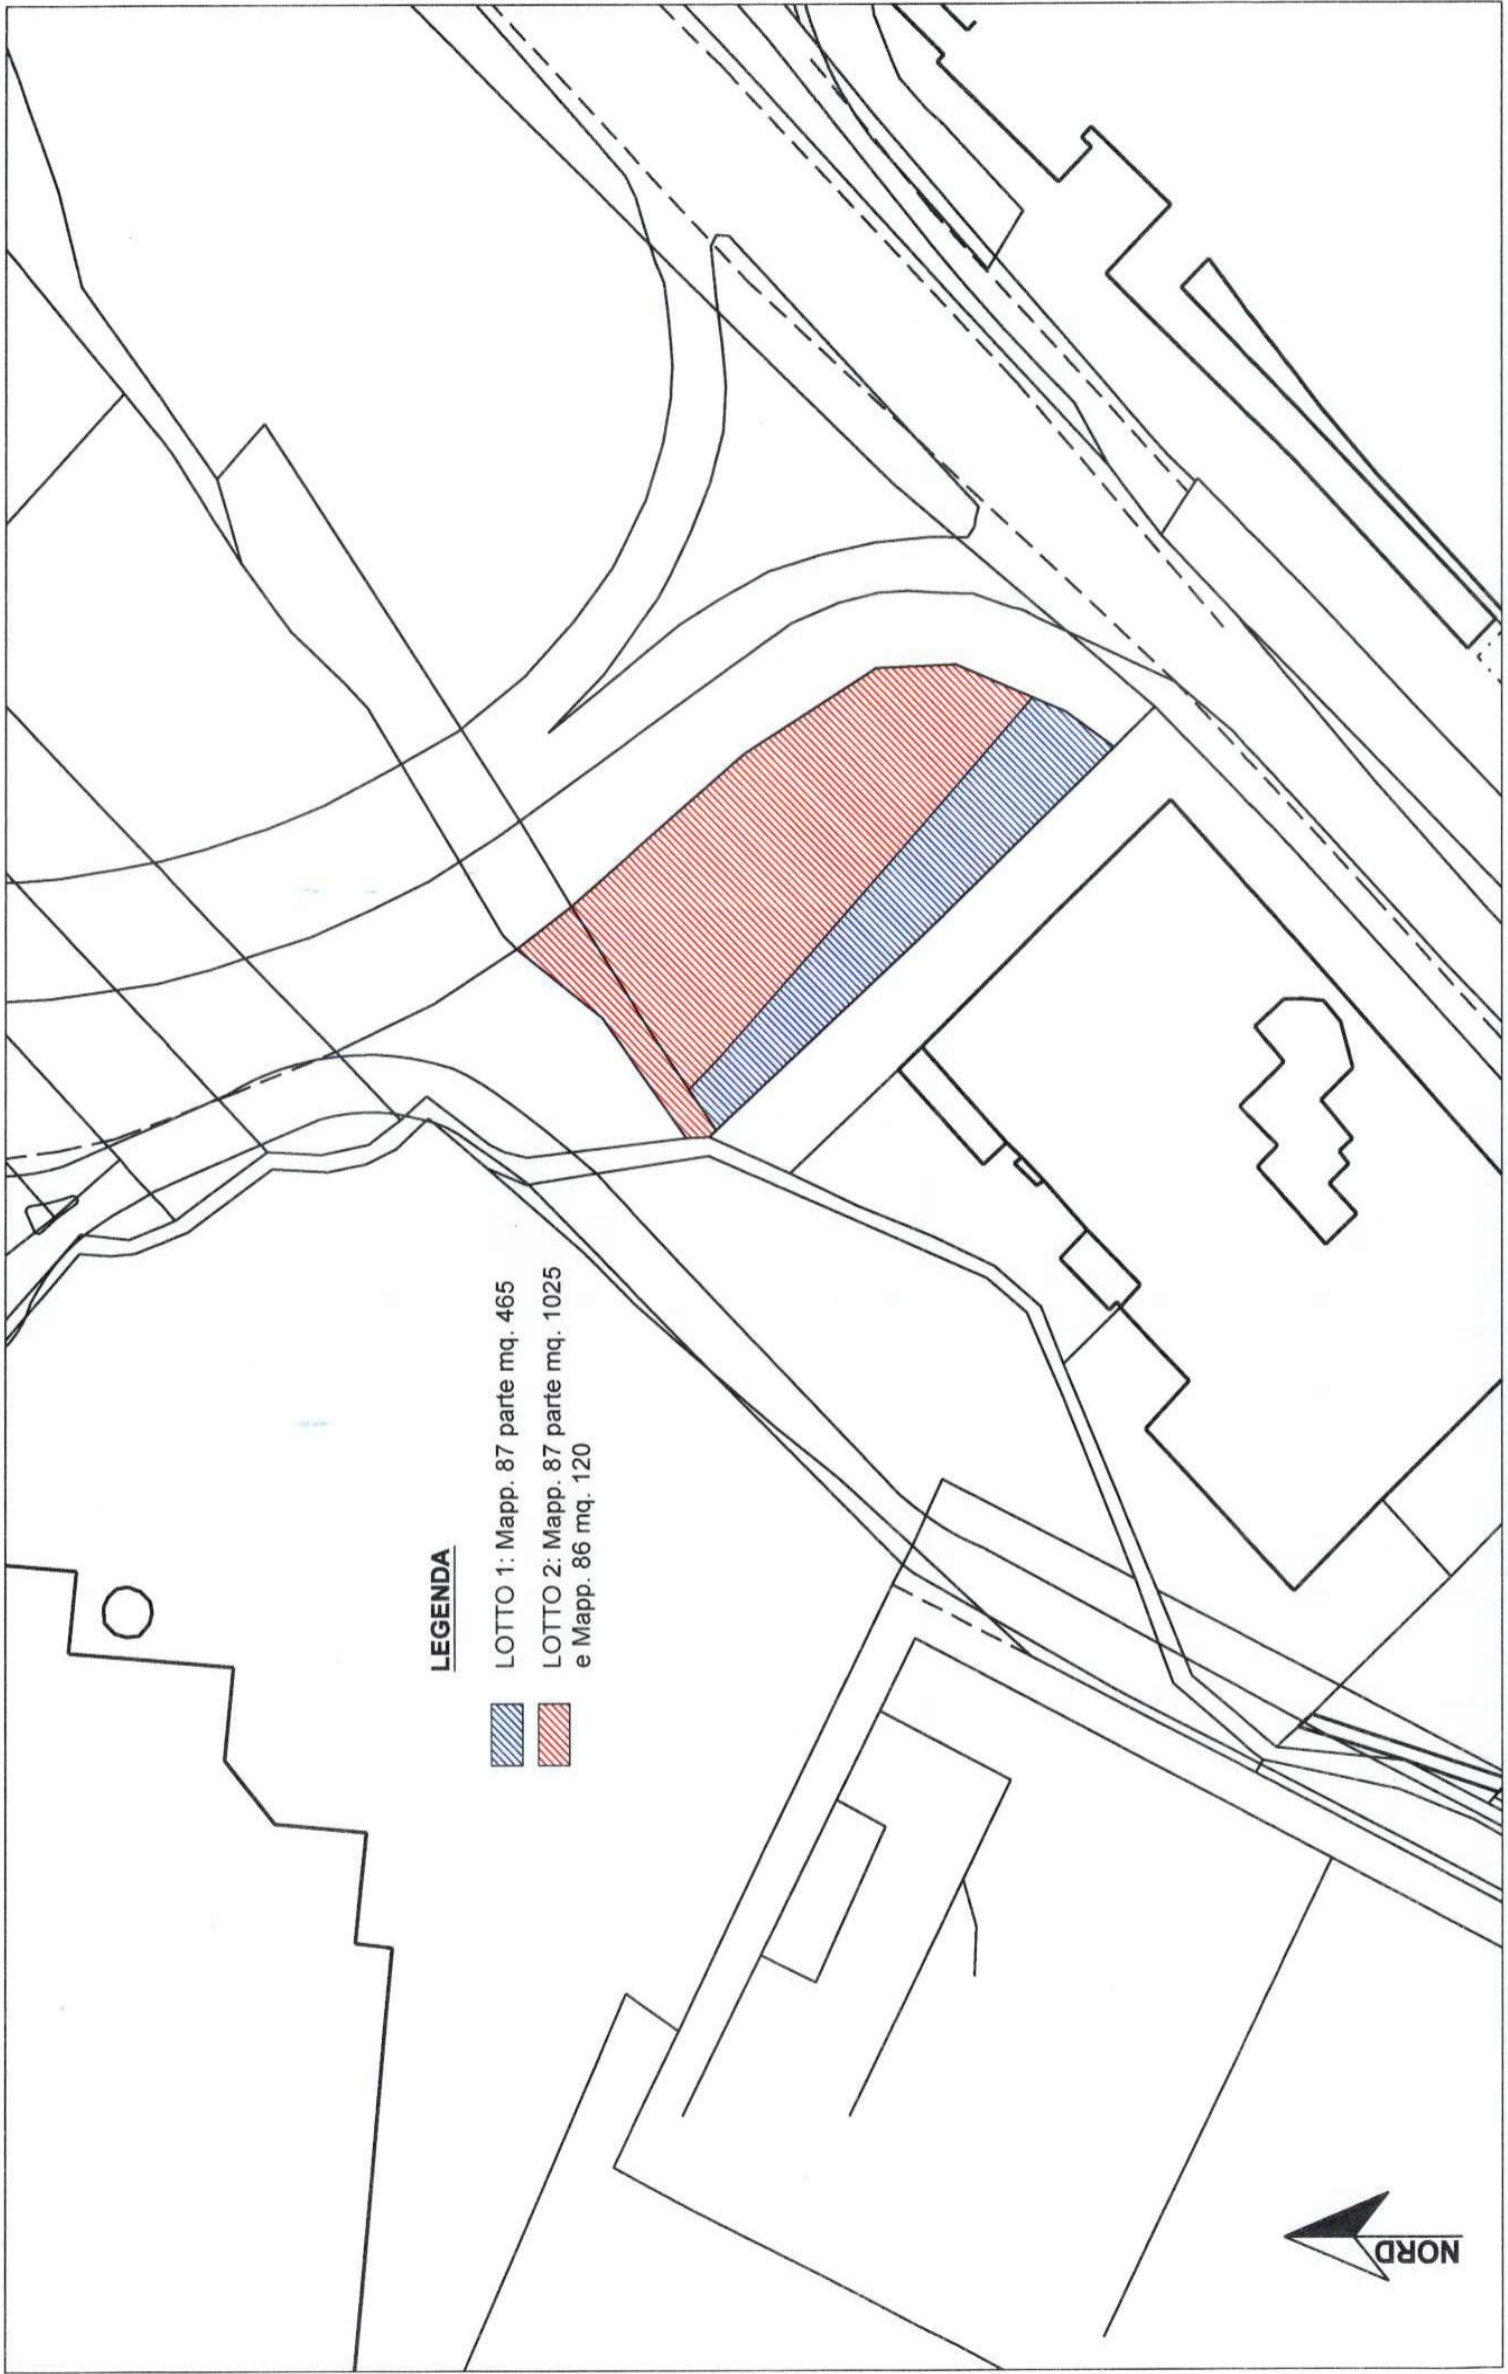 LEGENDA
LOTTO 1: Mapp. 87 parte mq. 465
LOTTO 2: Mapp. 87 parte mq. 1025
e Mapp. 86 mq. 120
NORD